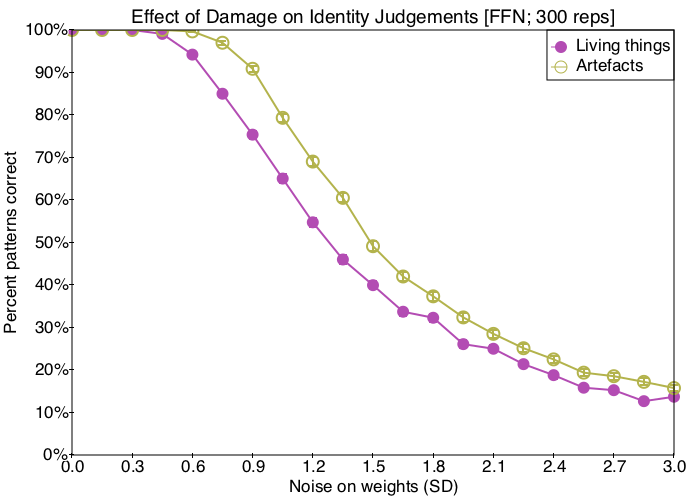 Effect of Damage on Identity Judgements [FFN; 300 reps]
Living things
Artefacts
Percent patterns correct
100%
90%
80%
70%
60%
50%
40%
30%
20%
10%
0%
0.0 0.3 0.6 0.9 1.2 1.5 1.8 2.1 2.4 2.7 3.0
Noise on weights (SD)